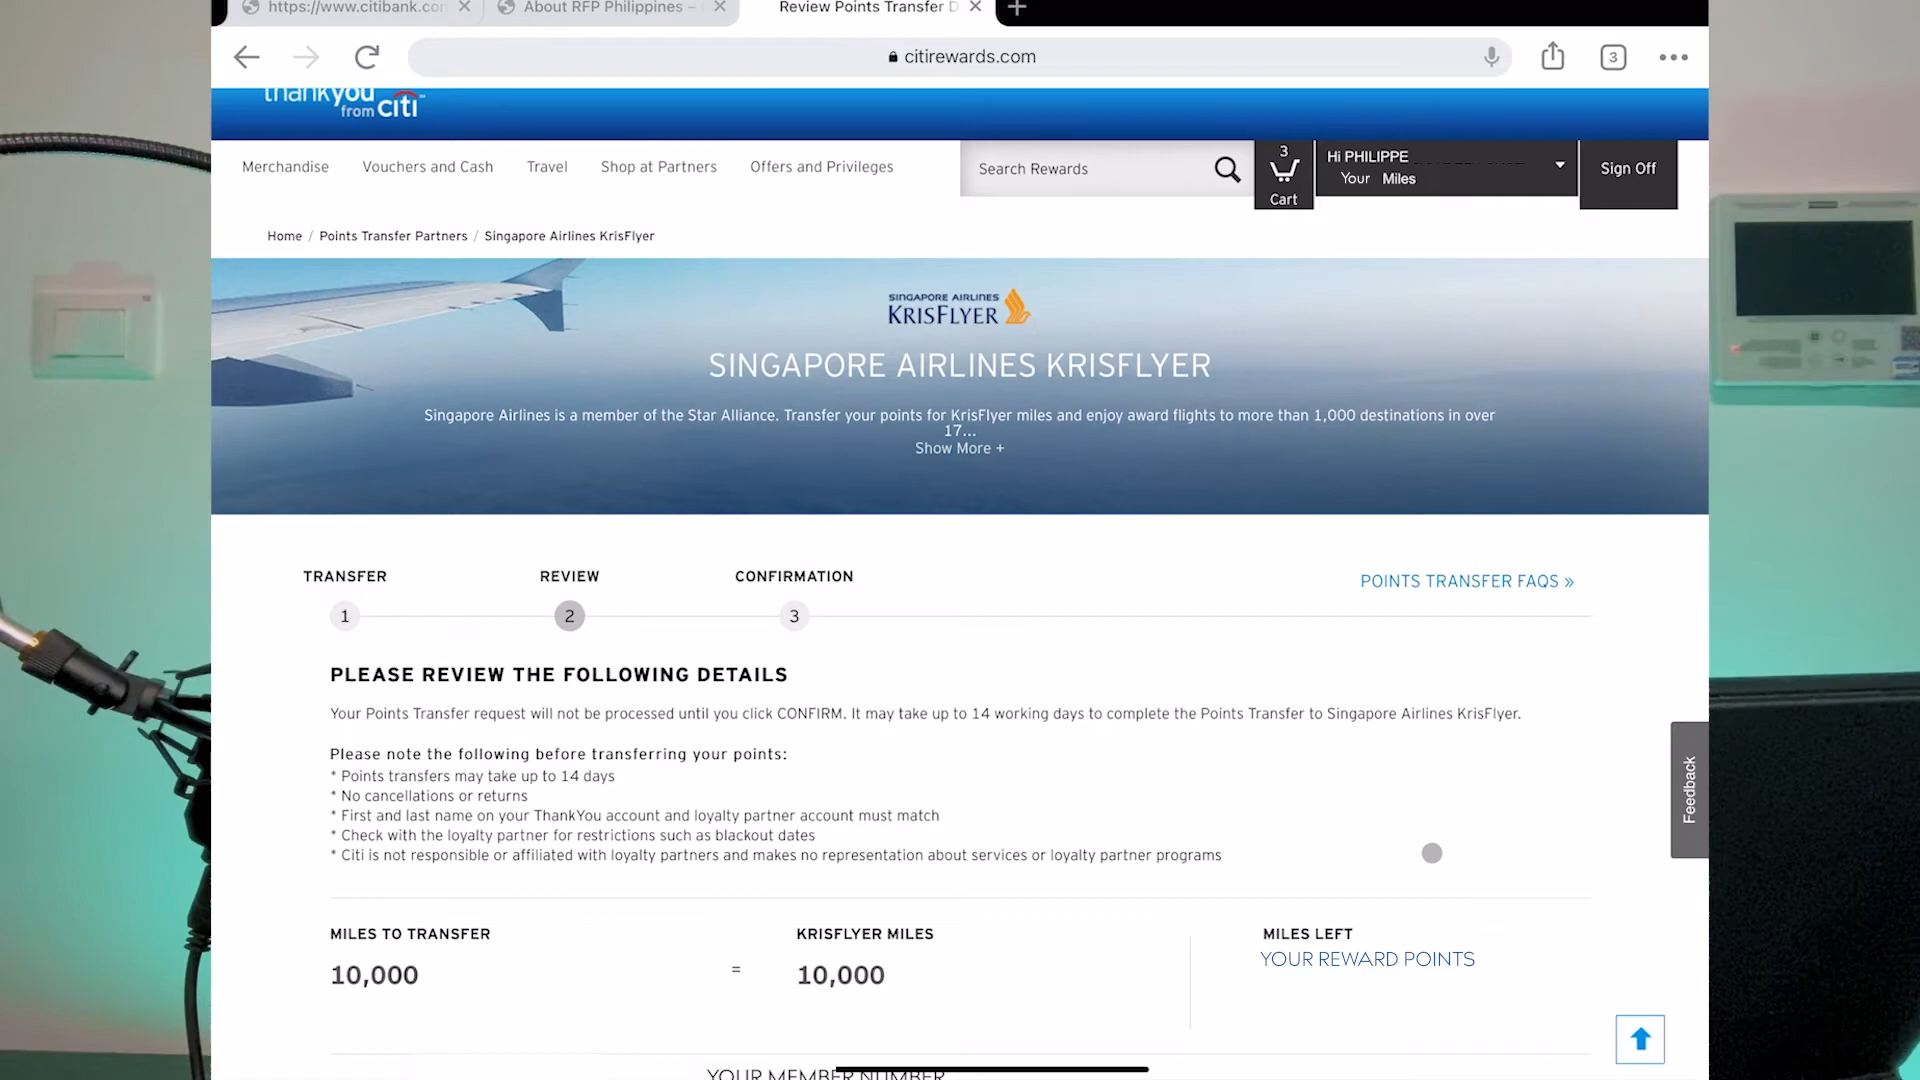 https://www.citibank.con
About RFP Philippines –
Review Points Transfer D
citirewards.com
3
thankyou
from citi
Merchandise
Vouchers and Cash
Travel
Shop at Partners
Offers and Privileges
Search Rewards
3
Cart
Hi PHILIPPE
Your Miles
Sign Off
Home / Points Transfer Partners / Singapore Airlines KrisFlyer
SINGAPORE AIRLINES
KRISFLYER
SINGAPORE AIRLINES KRISFLYER
Singapore Airlines is a member of the Star Alliance. Transfer your points for KrisFlyer miles and enjoy award flights to more than 1,000 destinations in over
17...
Show More +
TRANSFER
REVIEW
CONFIRMATION
POINTS TRANSFER FAQS »
1
2
3
PLEASE REVIEW THE FOLLOWING DETAILS
Your Points Transfer request will not be processed until you click CONFIRM. It may take up to 14 working days to complete the Points Transfer to Singapore Airlines KrisFlyer.
Please note the following before transferring your points:
* Points transfers may take up to 14 days
* No cancellations or returns
* First and last name on your ThankYou account and loyalty partner account must match
* Check with the loyalty partner for restrictions such as blackout dates
* Citi is not responsible or affiliated with loyalty partners and makes no representation about services or loyalty partner programs
Feedback
MILES TO TRANSFER
KRISFLYER MILES
MILES LEFT
10,000
=
10,000
YOUR REWARD POINTS
YOUR MEMBER NUMBER